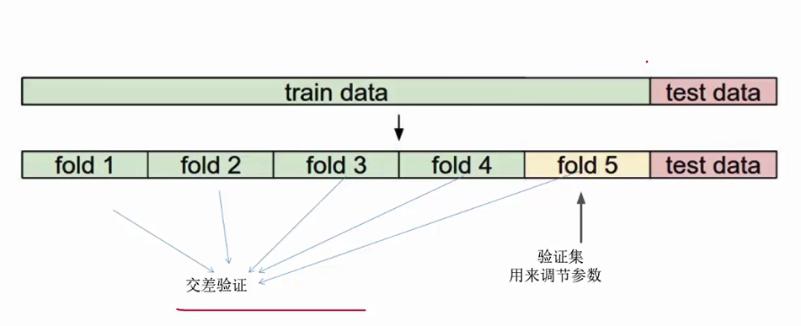 train data test data
fold 1 fold 2 fold 3 fold 4 fold 5 test data
验证集
用来调节参数
交差验证